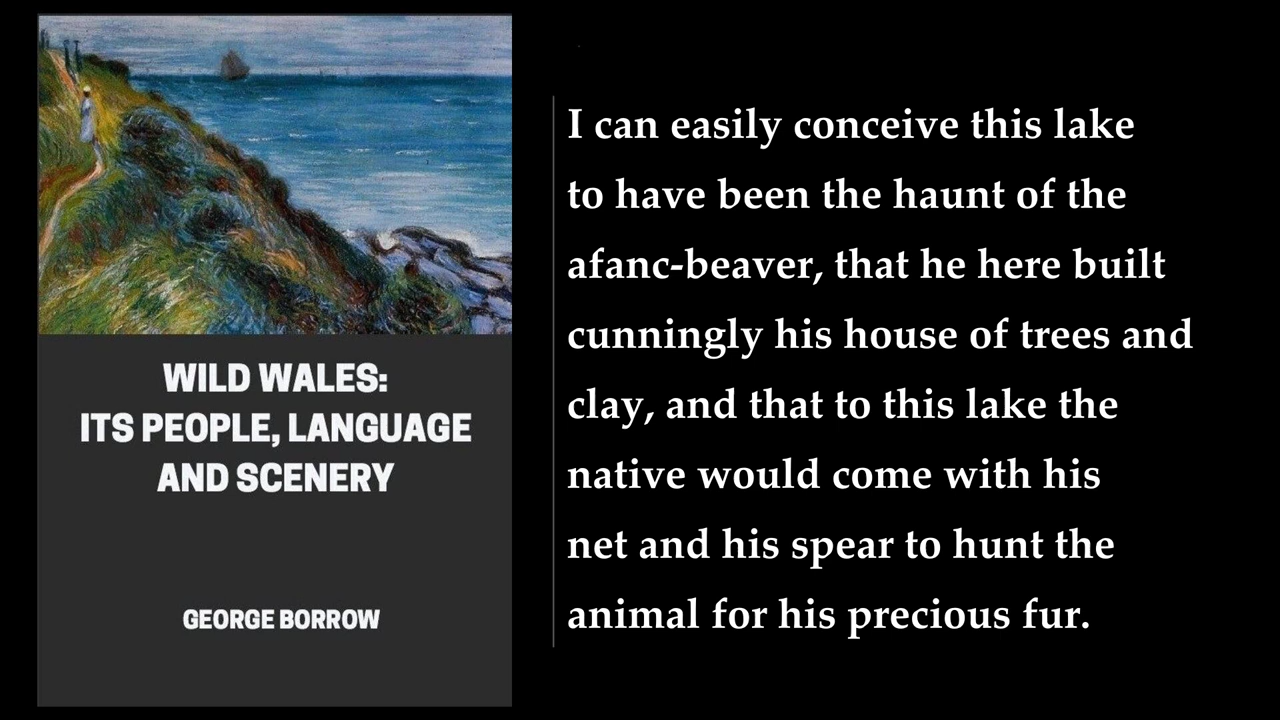 WILD WALES:
ITS PEOPLE, LANGUAGE
AND SCENERY
GEORGE BORROW
I can easily conceive this lake
to have been the haunt of the
afanc-beaver, that he here built
cunningly his house of trees and
clay, and that to this lake the
native would come with his
net and his spear to hunt the
animal for his precious fur.